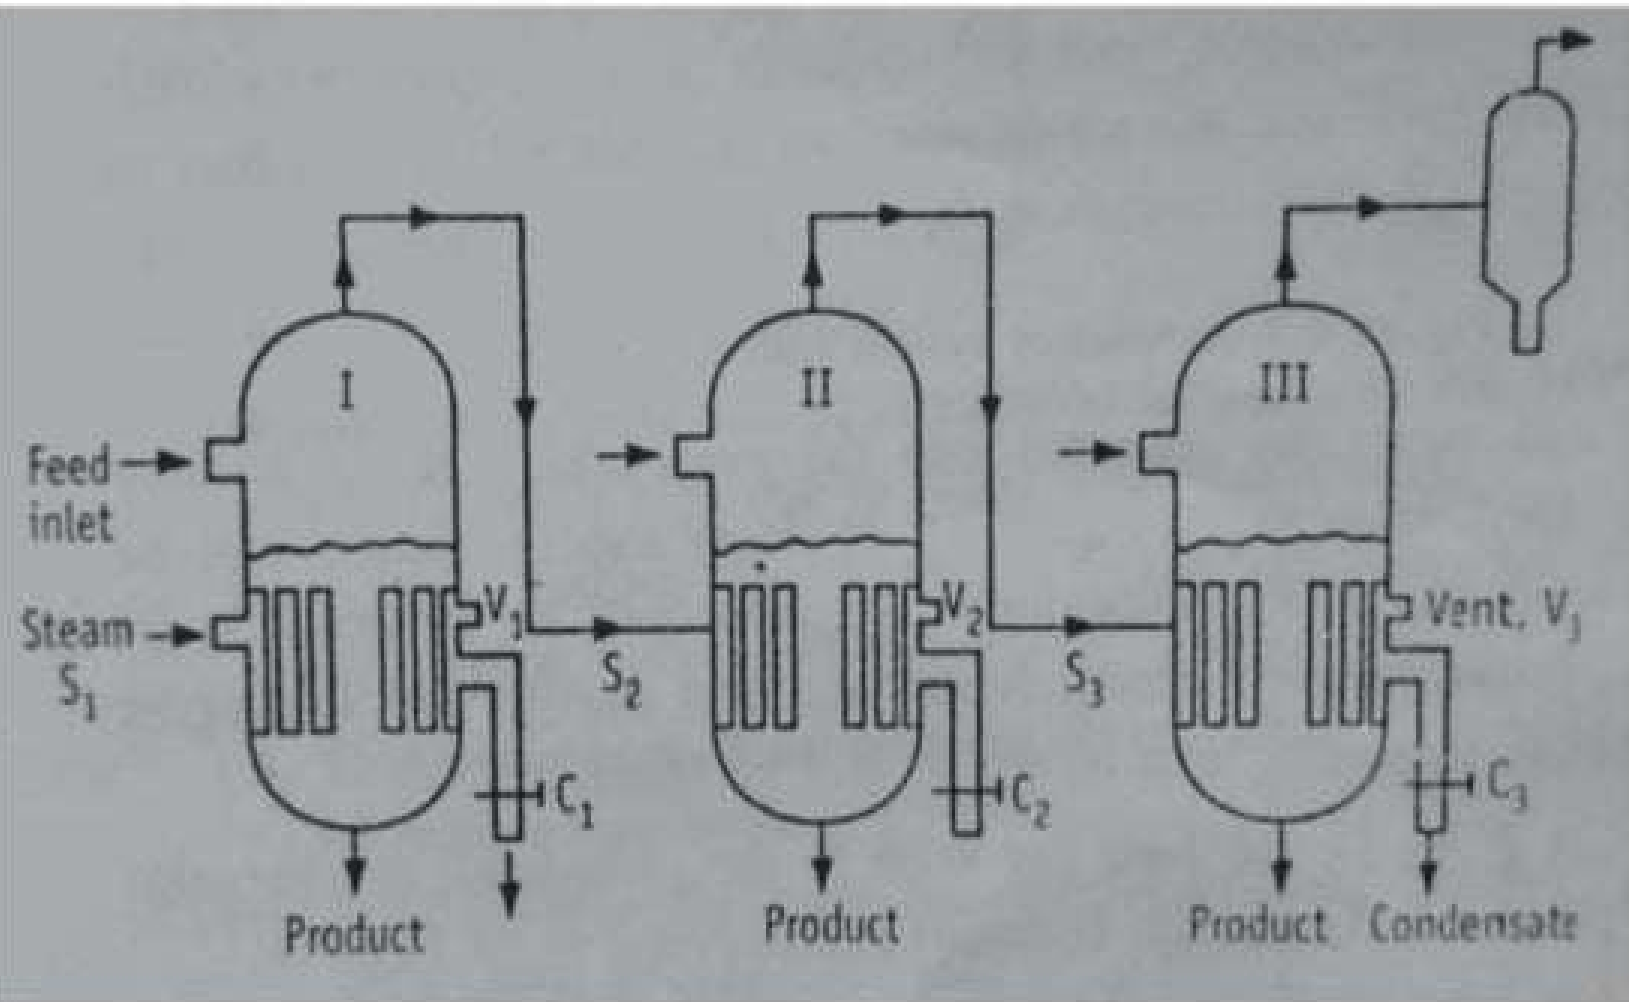 I
II
III
Feed
inlet
Steam
S₁
V₁
S₂
V₂
S₃
Vent, V₃
C₁
C₂
C₃
Product
Product
Product
Condensate